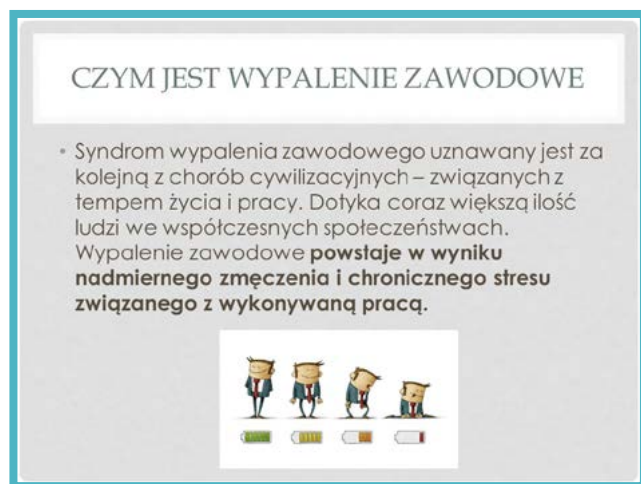 CZYM JEST WYPALENIE ZAWODOWE
• Syndrom wypalenia zawodowego uznawany jest za
kolejną z chorób cywilizacyjnych – związanych z
tempem życia i pracy. Dotyka coraz większą ilość
ludzi we współczesnych społeczeństwach.
Wypalenie zawodowe powstaje w wyniku
nadmiernego zmęczenia i chronicznego stresu
związanego z wykonywaną pracą.